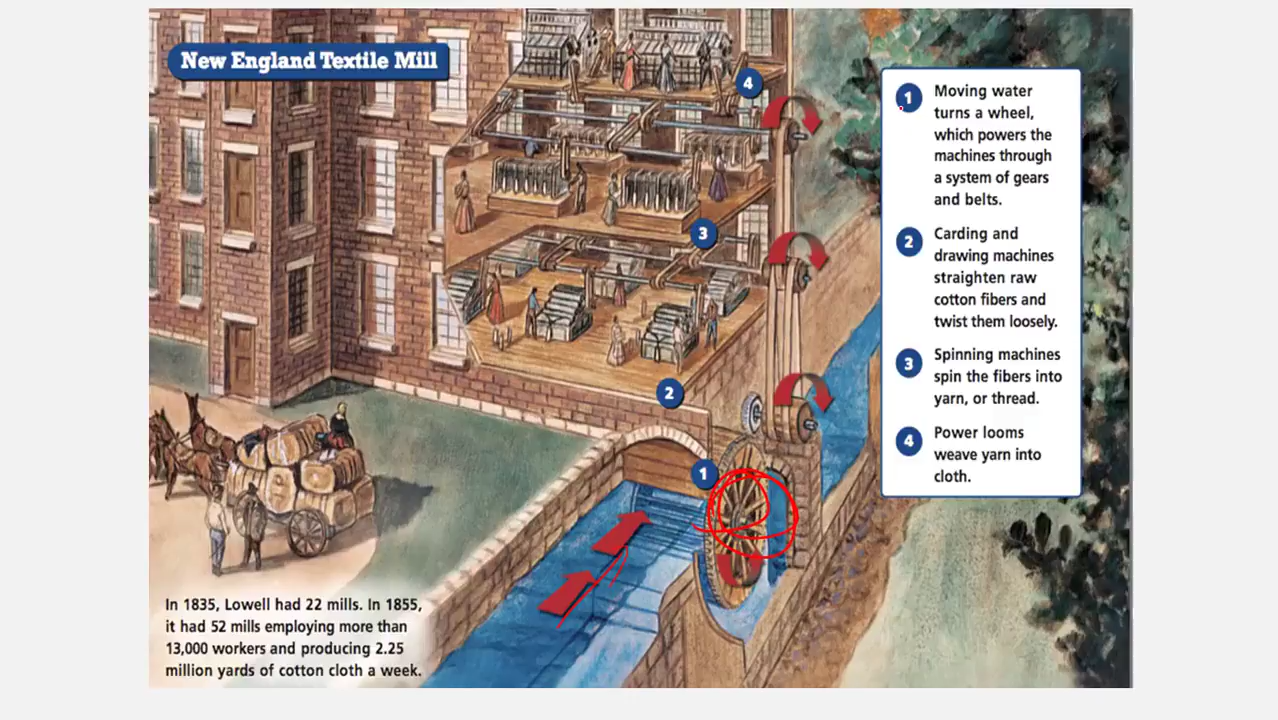 New England Textile Mill
4
3
2
1
1 Moving water
turns a wheel,
which powers the
machines through
a system of gears
and belts.
2 Carding and
drawing machines
straighten raw
cotton fibers and
twist them loosely.
3 Spinning machines
spin the fibers into
yarn, or thread.
4 Power looms
weave yarn into
cloth.
In 1835, Lowell had 22 mills. In 1855,
it had 52 mills employing more than
13,000 workers and producing 2.25
million yards of cotton cloth a week.